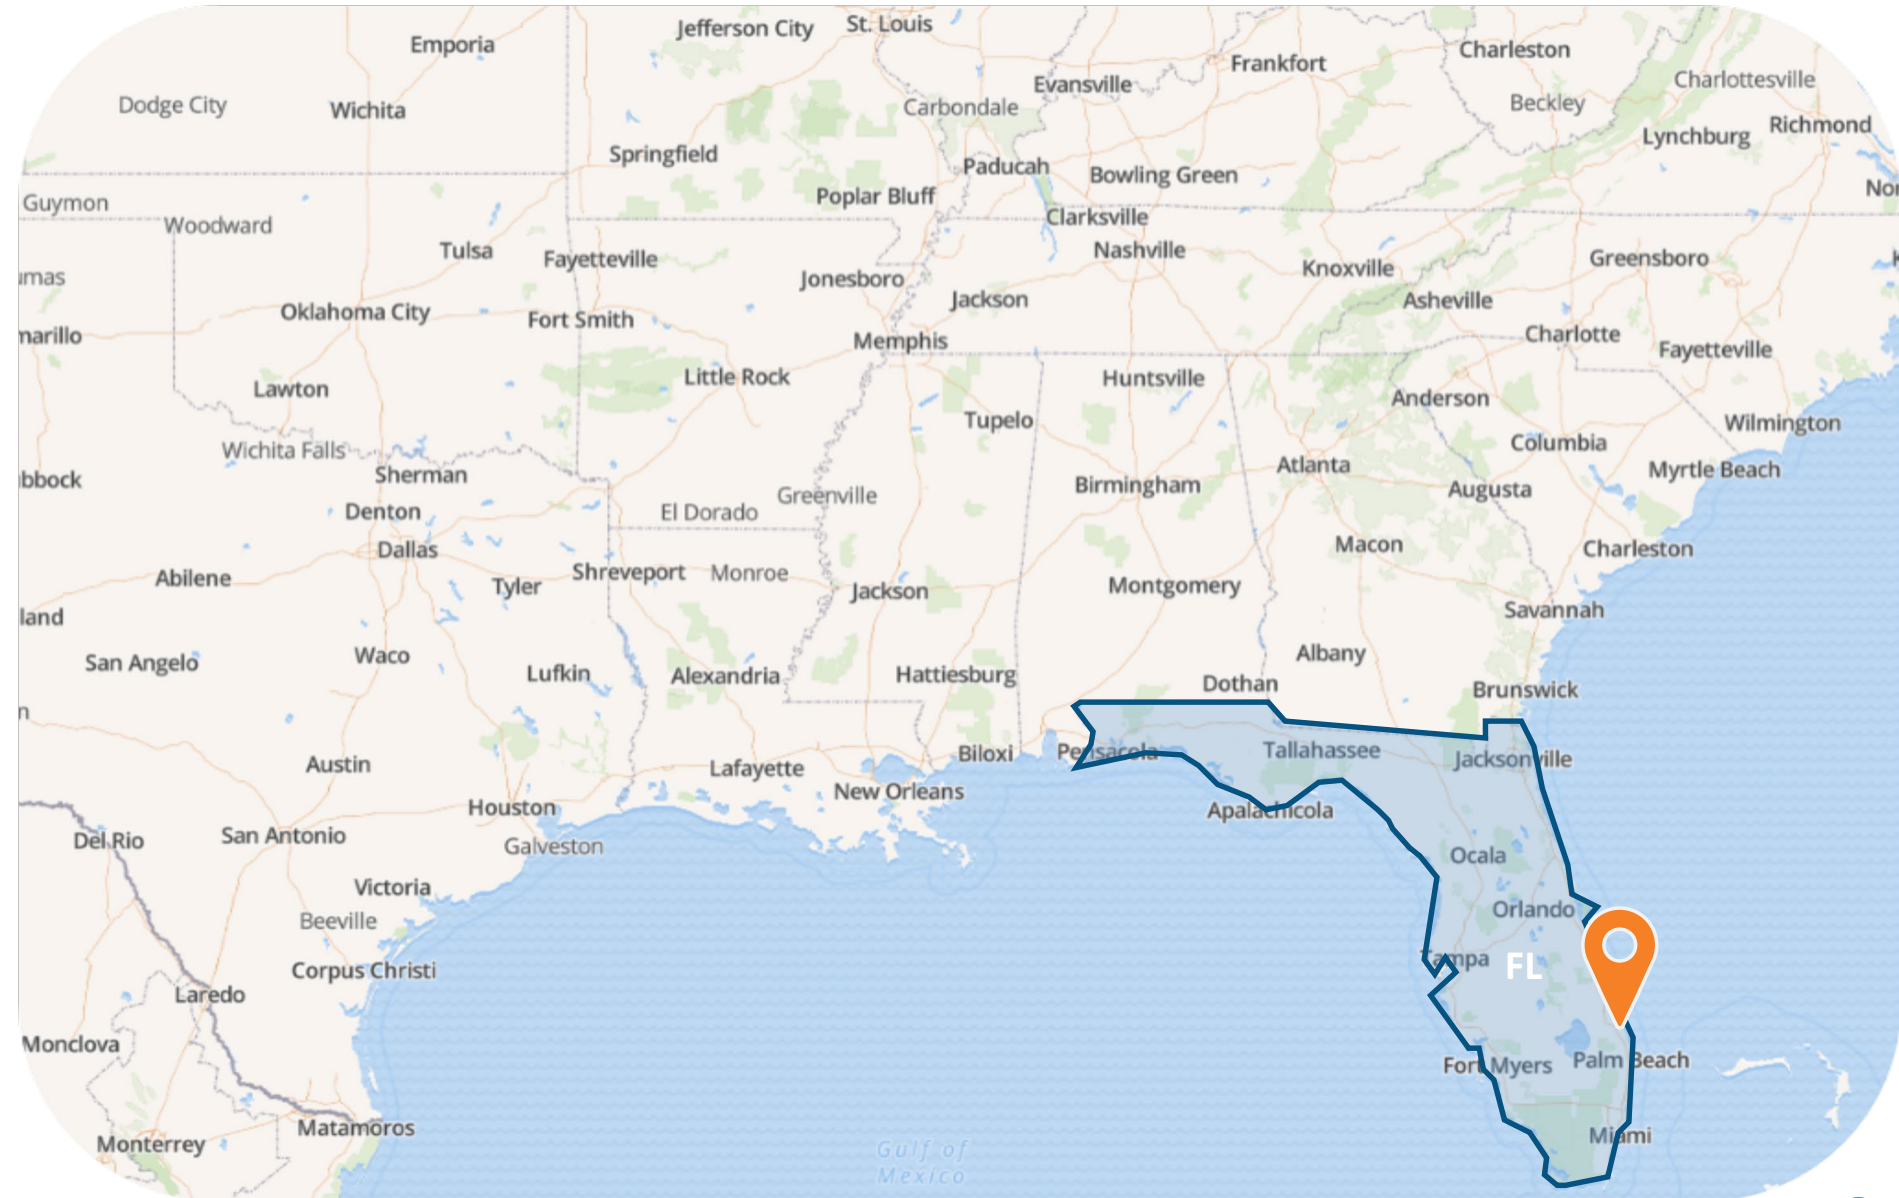 Emporia
Jefferson City
St. Louis
Frankfort
Charleston
Dodge City
Wichita
Evansville
Carbondale
Beckley
Charlottesville
Springfield
Paducah
Lynchburg
Richmond
Guymon
Poplar Bluff
Bowling Green
Nor
Woodward
Clarksville
Tulsa
Fayetteville
Nashville
Greensboro
umas
Jonesboro
Knoxville
Oklahoma City
Fort Smith
Jackson
Asheville
marillo
Memphis
Charlotte
Fayetteville
Lawton
Little Rock
Huntsville
Anderson
Wichita Falls
Tupelo
Columbia
Wilmington
bbock
Sherman
Greenville
Birmingham
Atlanta
Augusta
Myrtle Beach
Denton
El Dorado
Dallas
Macon
Charleston
Abilene
Tyler
Shreveport
Monroe
Jackson
Montgomery
land
Savannah
San Angelo
Waco
Lufkin
Alexandria
Hattiesburg
Dothan
Albany
Brunswick
n
Austin
Lafayette
Biloxi
Pensacola
Tallahassee
Jacksonville
Houston
New Orleans
Apalachicola
Del Rio
San Antonio
Galveston
Ocala
Victoria
Beeville
Orlando
Corpus Christi
Tampa
FL
Laredo
Monclova
Fort Myers
Palm Beach
Monterrey
Matamoros
Gulf of
Mexico
Miami